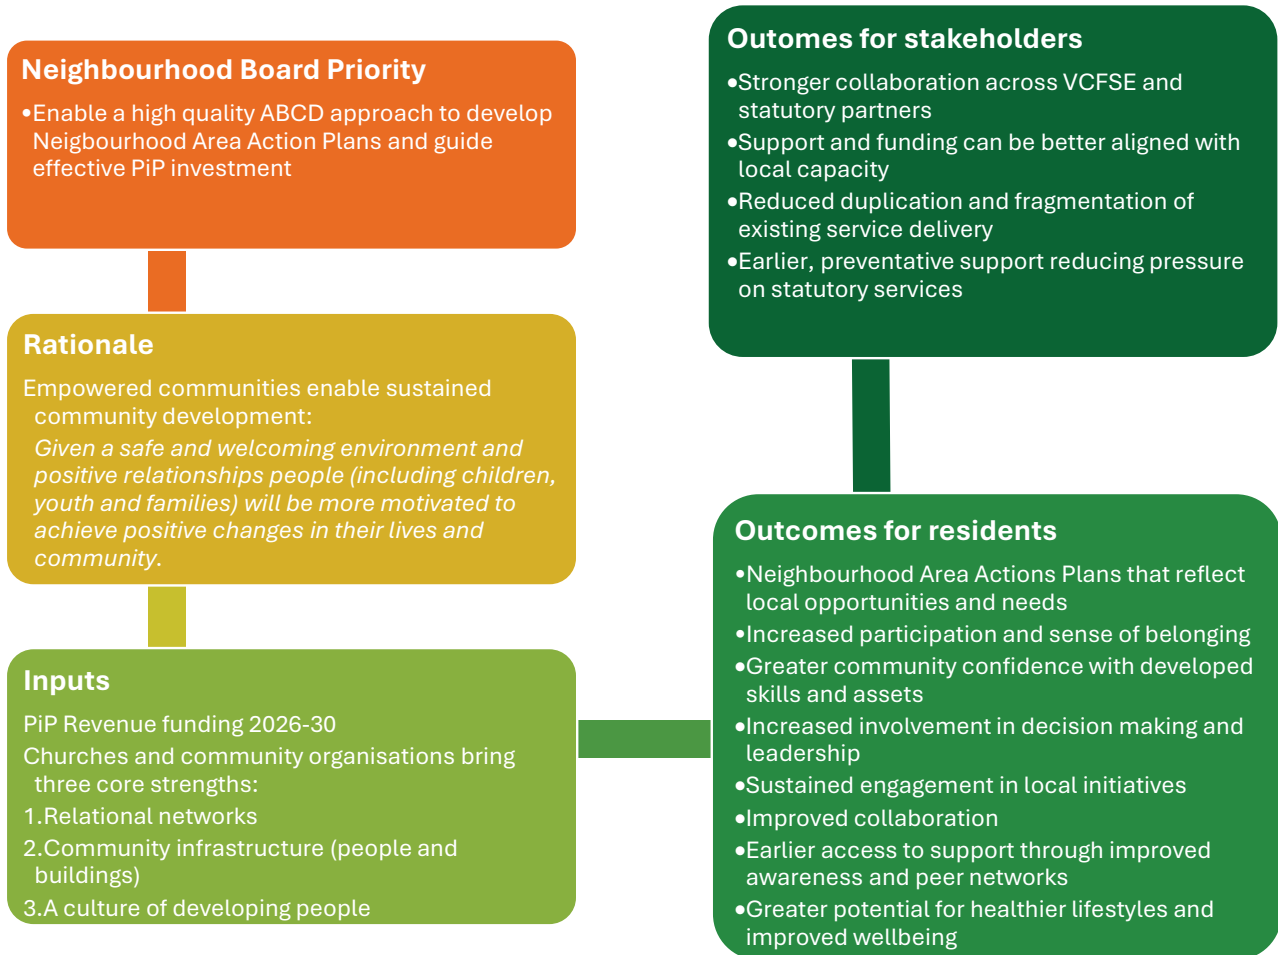 Neighbourhood Board Priority
•Enable a high quality ABCD approach to develop
Neigbourhood Area Action Plans and guide
effective PiP investment
Rationale
Empowered communities enable sustained
community development:
Given a safe and welcoming environment and
positive relationships people (including children,
youth and families) will be more motivated to
achieve positive changes in their lives and
community.
Inputs
PiP Revenue funding 2026-30
Churches and community organisations bring
three core strengths:
1.Relational networks
2.Community infrastructure (people and
buildings)
3.A culture of developing people
Outcomes for residents
•Neighbourhood Area Actions Plans that reflect
local opportunities and needs
•Increased participation and sense of belonging
•Greater community confidence with developed
skills and assets
•Increased involvement in decision making and
leadership
•Sustained engagement in local initiatives
•Improved collaboration
•Earlier access to support through improved
awareness and peer networks
•Greater potential for healthier lifestyles and
improved wellbeing
Outomes for stakeholders
•Stronger collaboration across VCFSE and
statutory partners
•Support and funding can be better aligned with
local capacity
•Reduced duplication and fragmentation of
existing service delivery
•Earlier, preventative support reducing pressure
on statutory services